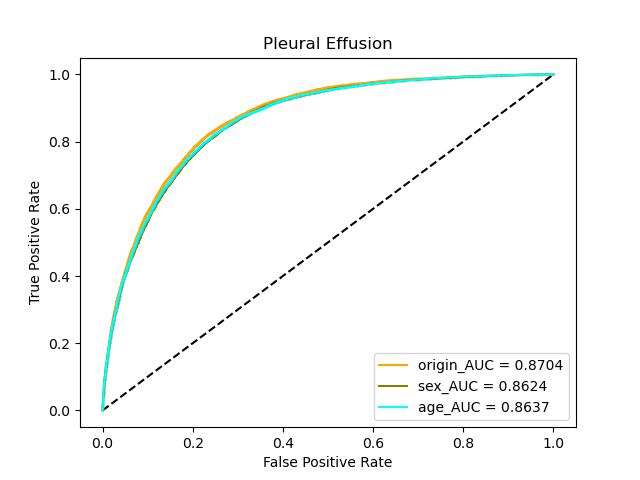 Pleural Effusion
True Positive Rate
1.0
0.8
0.6
0.4
0.2
0.0
origin_AUC = 0.8704
sex_AUC = 0.8624
age_AUC = 0.8637
0.0 0.2 0.4 0.6 0.8 1.0
False Positive Rate